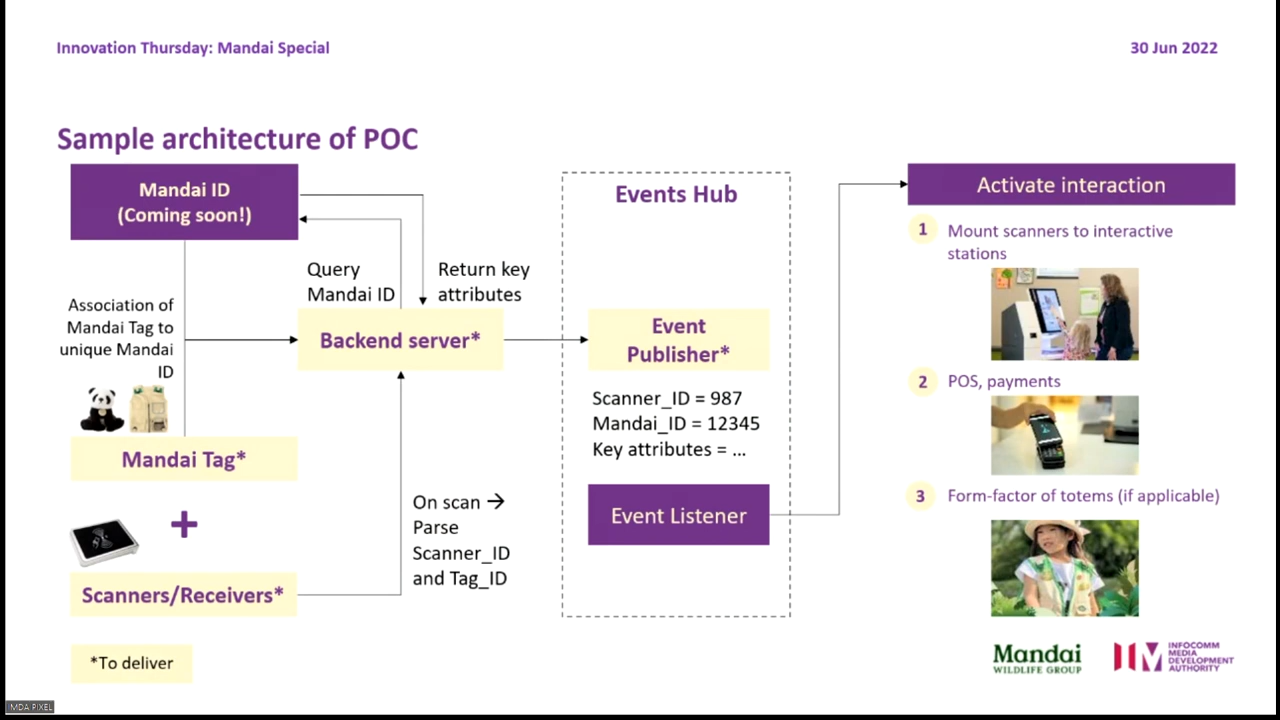 Innovation Thursday: Mandai Special
30 Jun 2022
Sample architecture of POC
Mandai ID
(Coming soon!)
Association of
Mandai Tag to
unique Mandai
ID
Mandai Tag*
+
Scanners/Receivers*
*To deliver
Query
Mandai ID
Return key
attributes
Backend server*
On scan →
Parse
Scanner_ID
and Tag_ID
Events Hub
Event
Publisher*
Scanner_ID = 987
Mandai_ID = 12345
Key attributes = ...
Event Listener
Activate interaction
1 Mount scanners to interactive
stations
2 POS, payments
3 Form-factor of totems (if applicable)
Mandai
WILDLIFE GROUP
INFOCOMM
MEDIA
DEVELOPMENT
AUTHORITY
IMDA PIXEL